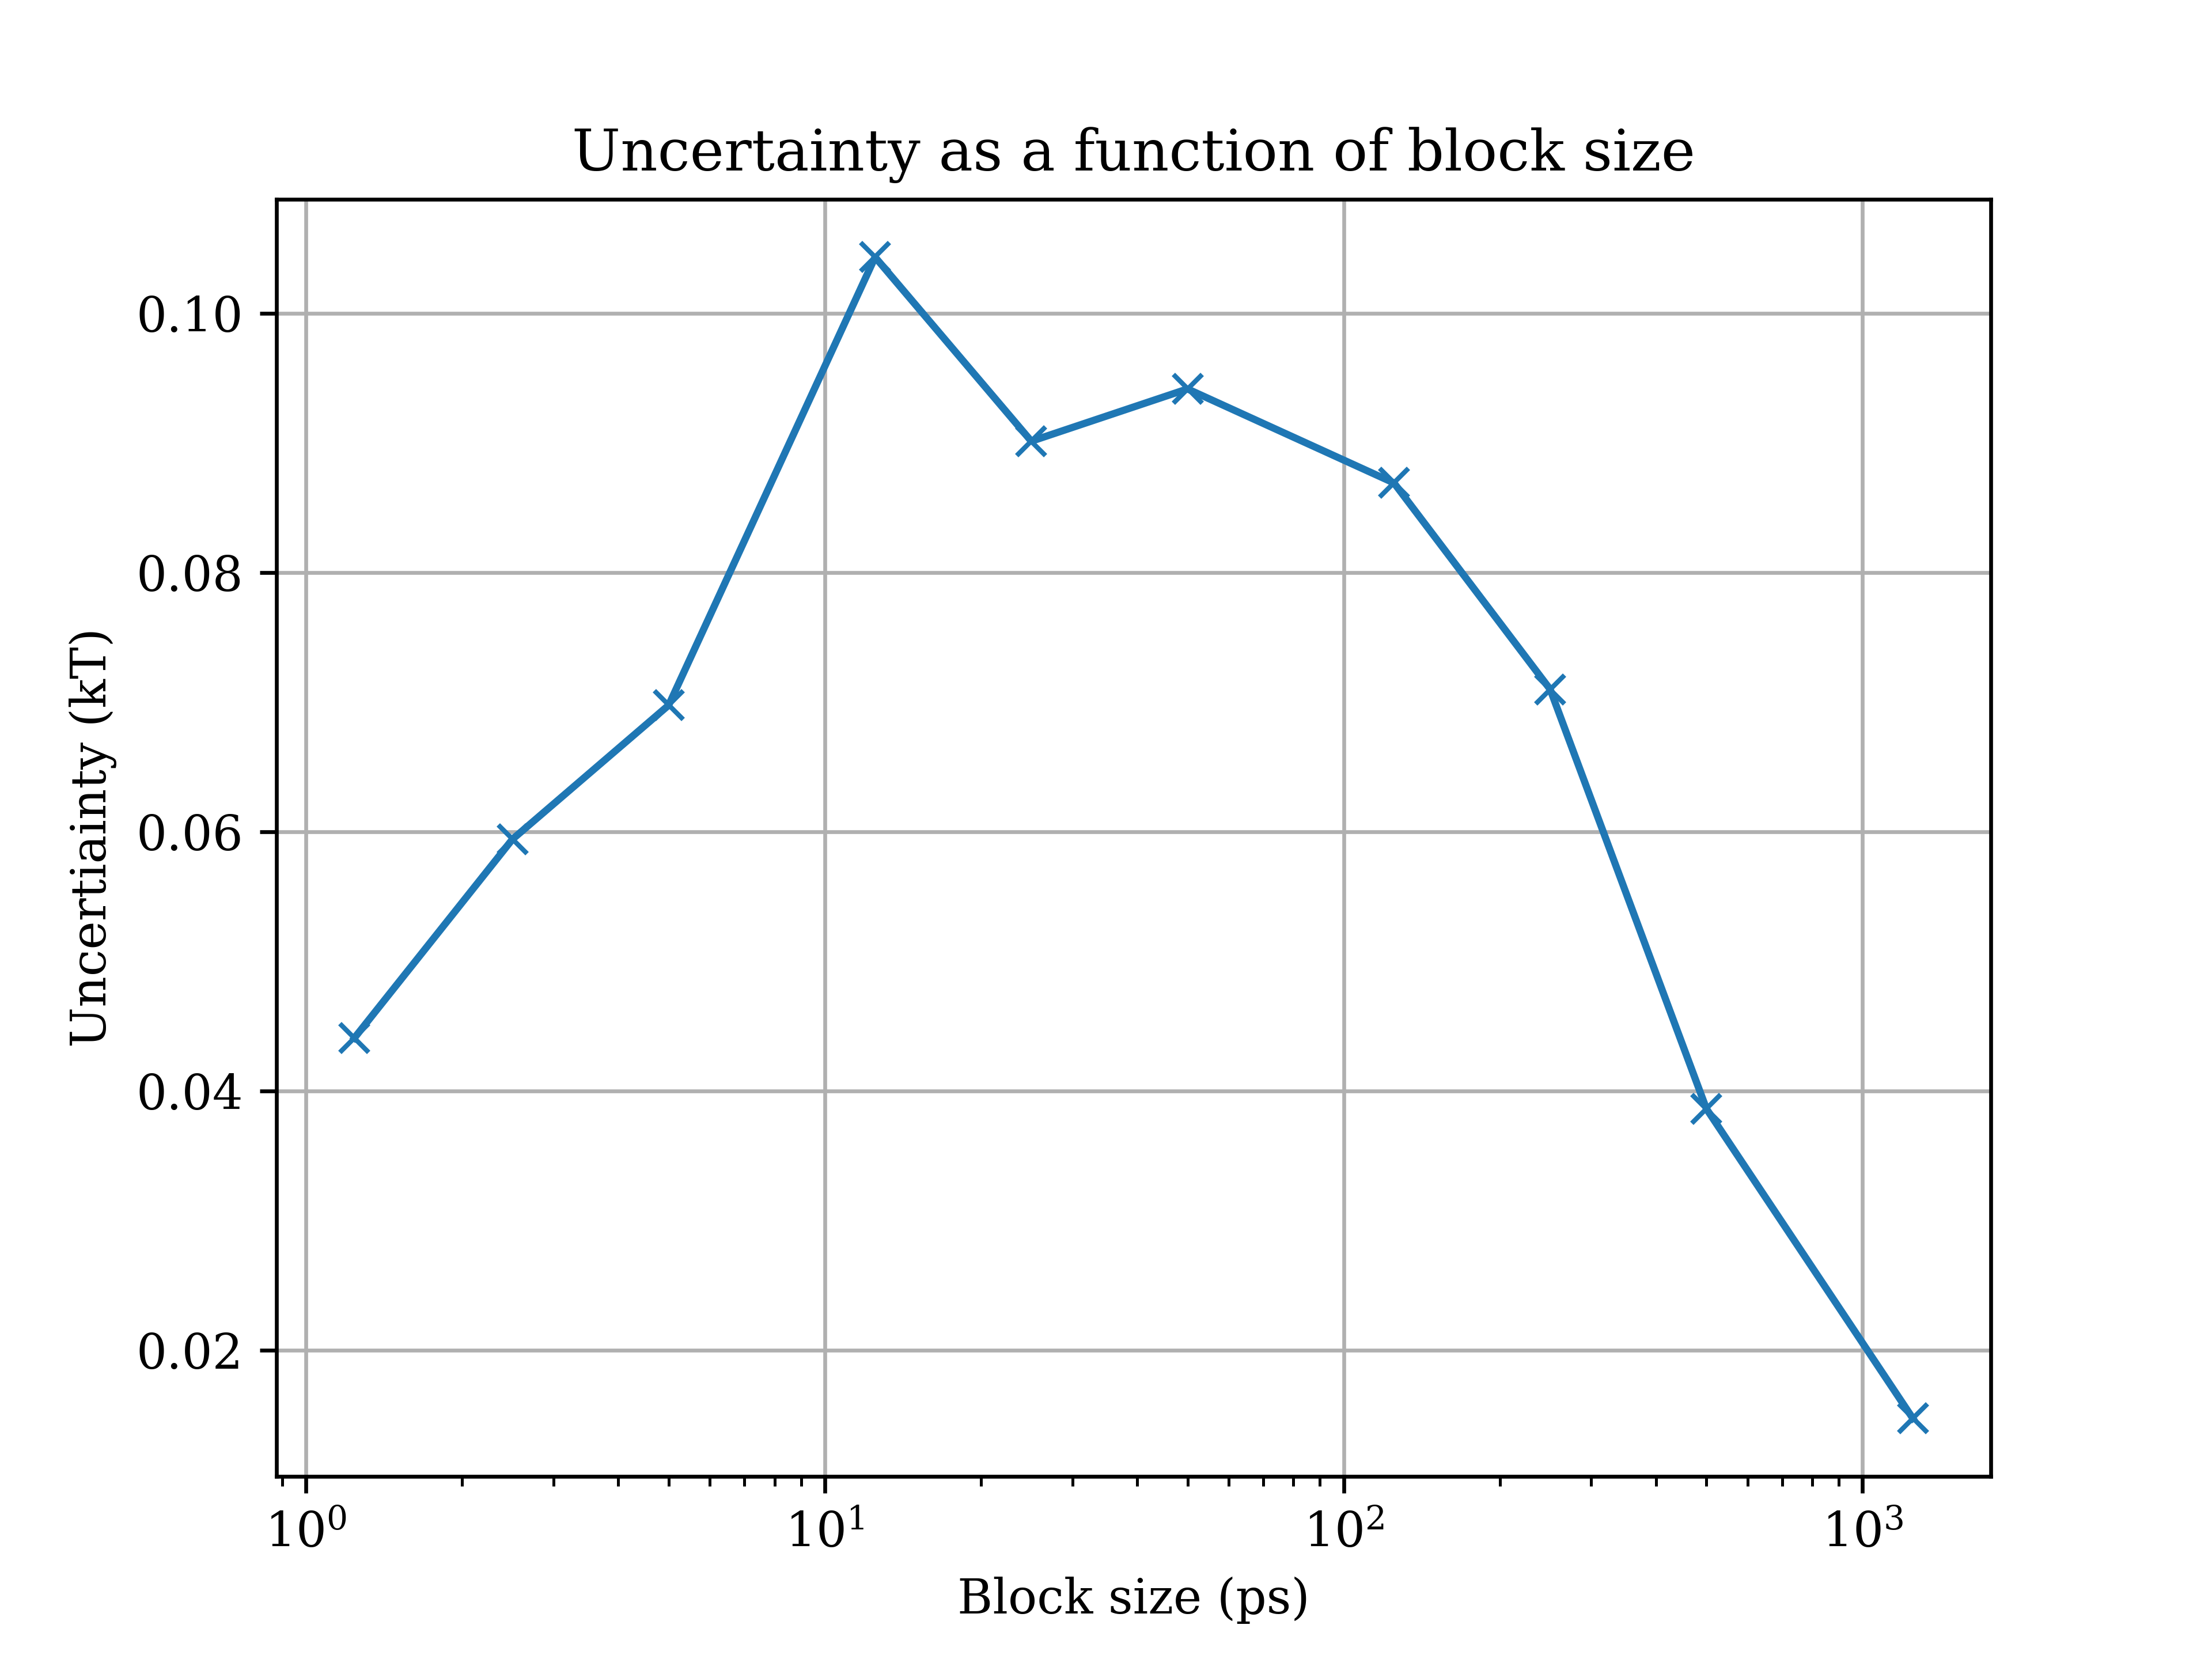 Uncertainty as a function of block size
0.10
0.08
0.06
0.04
0.02
Uncertiainty (kT)
10⁰ 10¹ 10² 10³
Block size (ps)